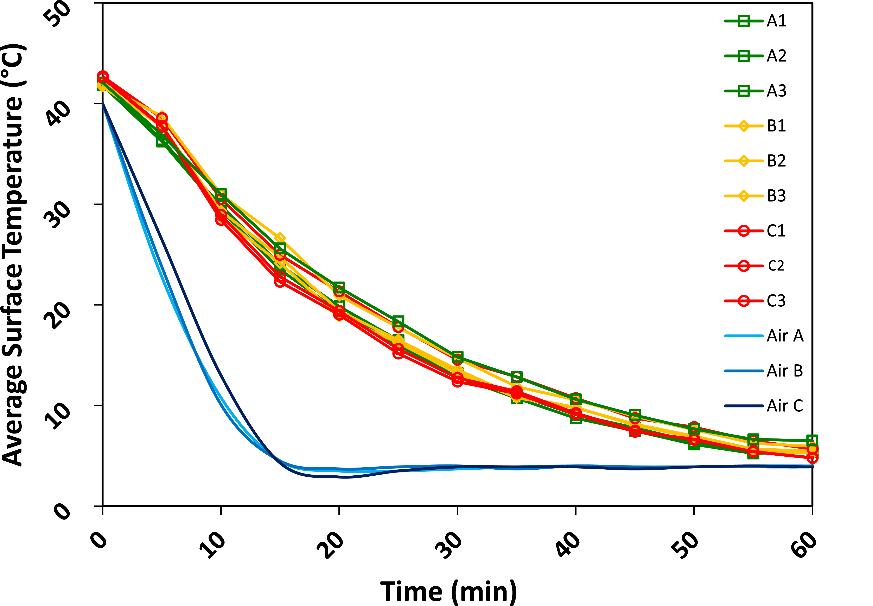 Average Surface Temperature (°C)
50
40
30
20
10
0
A1
A2
A3
B1
B2
B3
C1
C2
C3
Air A
Air B
Air C
0 10 20 30 40 50 60
Time (min)